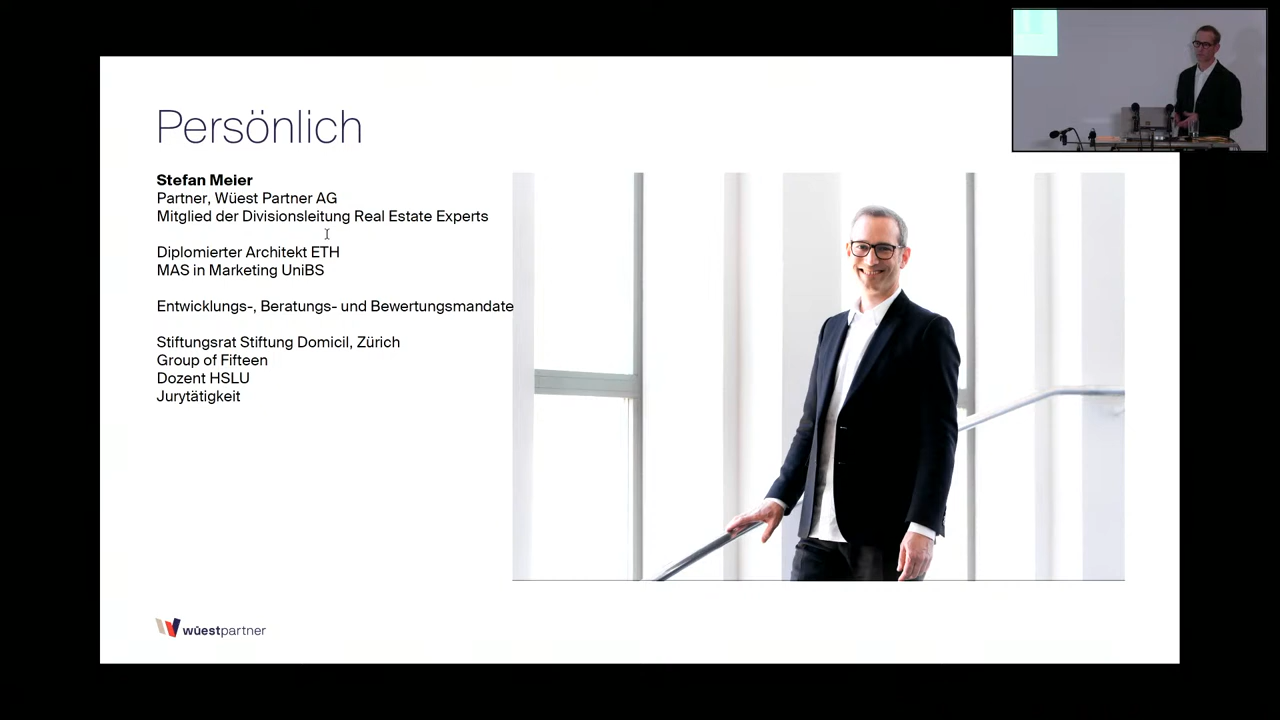 Persönlich
Stefan Meier
Partner, Wüest Partner AG
Mitglied der Divisionsleitung Real Estate Experts
Diplomierter Architekt ETH
MAS in Marketing UniBS
Entwicklungs-, Beratungs- und Bewertungsmandate
Stiftungsrat Stiftung Domicil, Zürich
Group of Fifteen
Dozent HSLU
Jurytätigkeit
wüestpartner